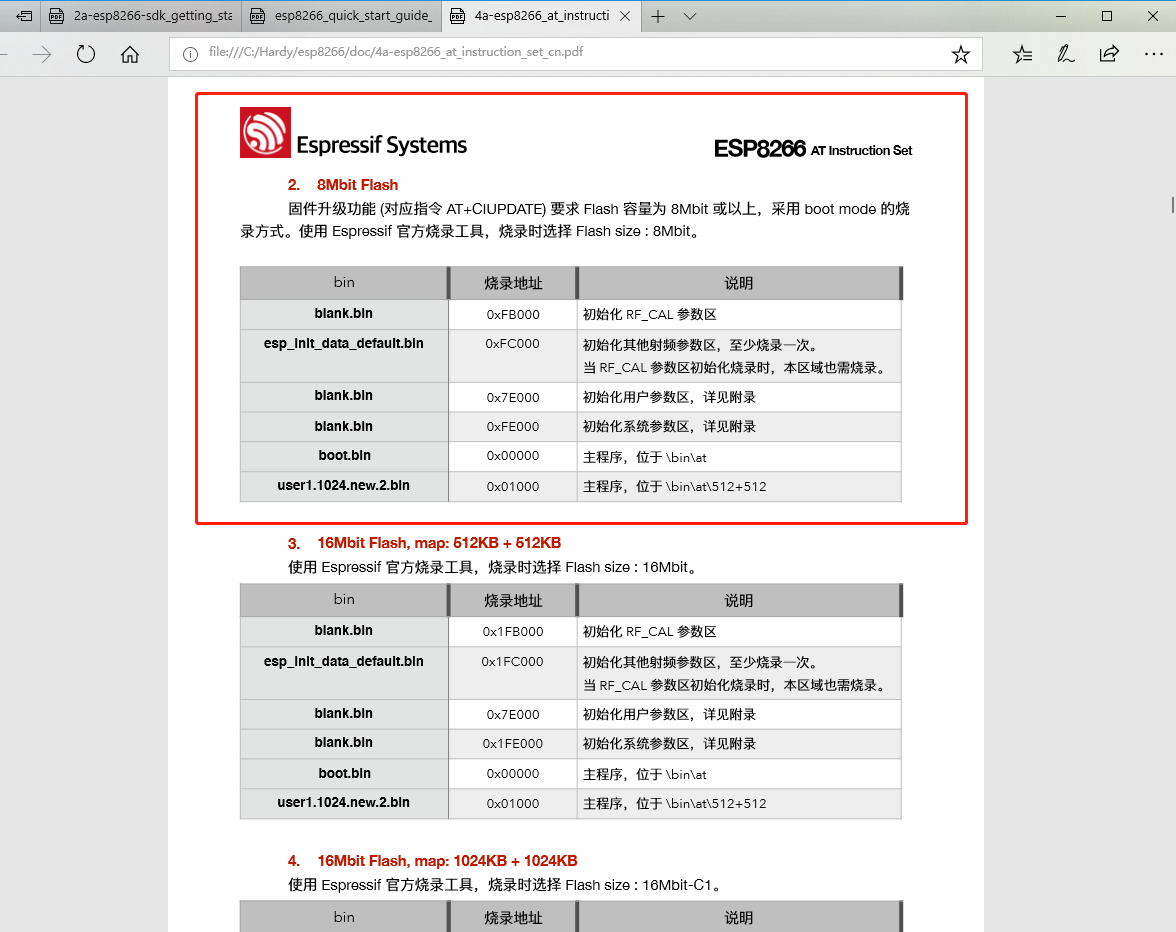 2a-esp8266-sdk_getting_sta
esp8266_quick_start_guide_
4a-esp8266_at_instructi
file:///C:/Hardy/esp8266/doc/4a-esp8266_at_instruction_set_cn.pdf
Espressif Systems
ESP8266 AT Instruction Set
2. 8Mbit Flash
固件升级功能 (对应指令 AT+CIUPDATE) 要求 Flash 容量为 8Mbit 或以上，采用 boot mode 的烧
录方式。使用 Espressif 官方烧录工具，烧录时选择 Flash size : 8Mbit。
bin 烧录地址 说明
blank.bin 0xFB000 初始化 RF_CAL 参数区
esp_init_data_default.bin 0xFC000 初始化其他射频参数区，至少烧录一次。
当 RF_CAL 参数区初始化烧录时，本区域也需烧录。
blank.bin 0x7E000 初始化用户参数区，详见附录
blank.bin 0xFE000 初始化系统参数区，详见附录
boot.bin 0x00000 主程序，位于 \bin\at
user1.1024.new.2.bin 0x01000 主程序，位于 \bin\at\512+512
3. 16Mbit Flash, map: 512KB + 512KB
使用 Espressif 官方烧录工具，烧录时选择 Flash size : 16Mbit。
bin 烧录地址 说明
blank.bin 0x1FB000 初始化 RF_CAL 参数区
esp_init_data_default.bin 0x1FC000 初始化其他射频参数区，至少烧录一次。
当 RF_CAL 参数区初始化烧录时，本区域也需烧录。
blank.bin 0x7E000 初始化用户参数区，详见附录
blank.bin 0x1FE000 初始化系统参数区，详见附录
boot.bin 0x00000 主程序，位于 \bin\at
user1.1024.new.2.bin 0x01000 主程序，位于 \bin\at\512+512
4. 16Mbit Flash, map: 1024KB + 1024KB
使用 Espressif 官方烧录工具，烧录时选择 Flash size : 16Mbit-C1。
bin 烧录地址 说明